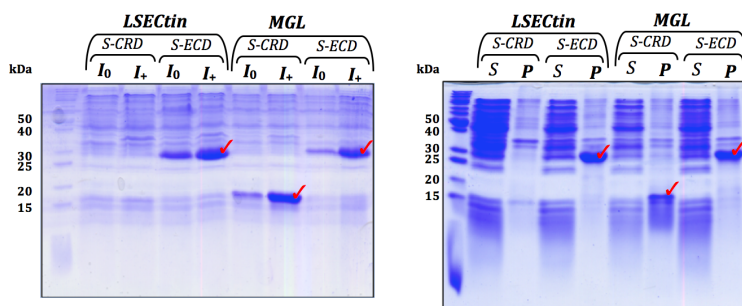 LSECtin MGL
S-CRD S-ECD S-CRD S-ECD
kDa I0 I+ I0 I+ I0 I+ I0 I+
50
40
30
25
20
15
LSECtin MGL
S-CRD S-ECD S-CRD S-ECD
kDa S P S P S P S P
50
40
30
25
20
15